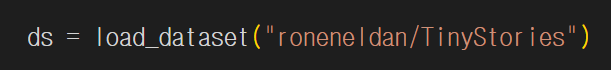 ds = load_dataset("roneneldan/TinyStories")